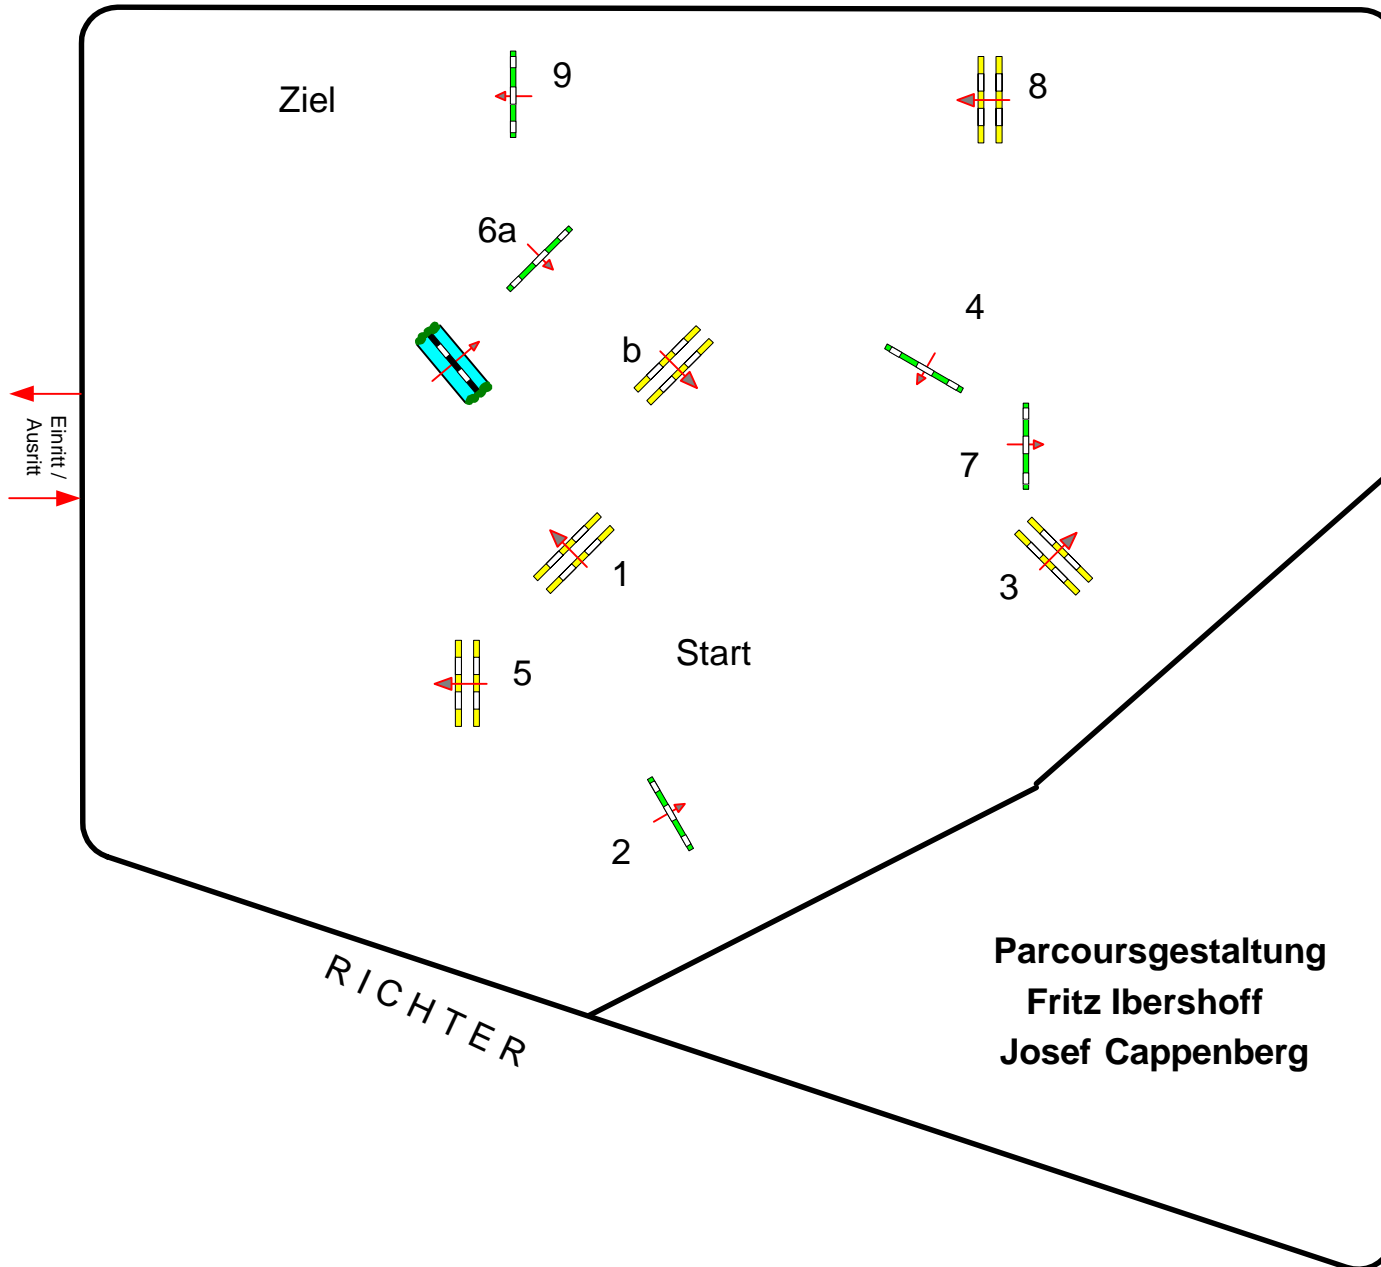 9
8
Ziel
6a
4
b
Einritt /
Ausritt
7
1
3
Start
5
2
RICHTER
Parcoursgestaltung
Fritz Ibershoff
Josef Cappenberg